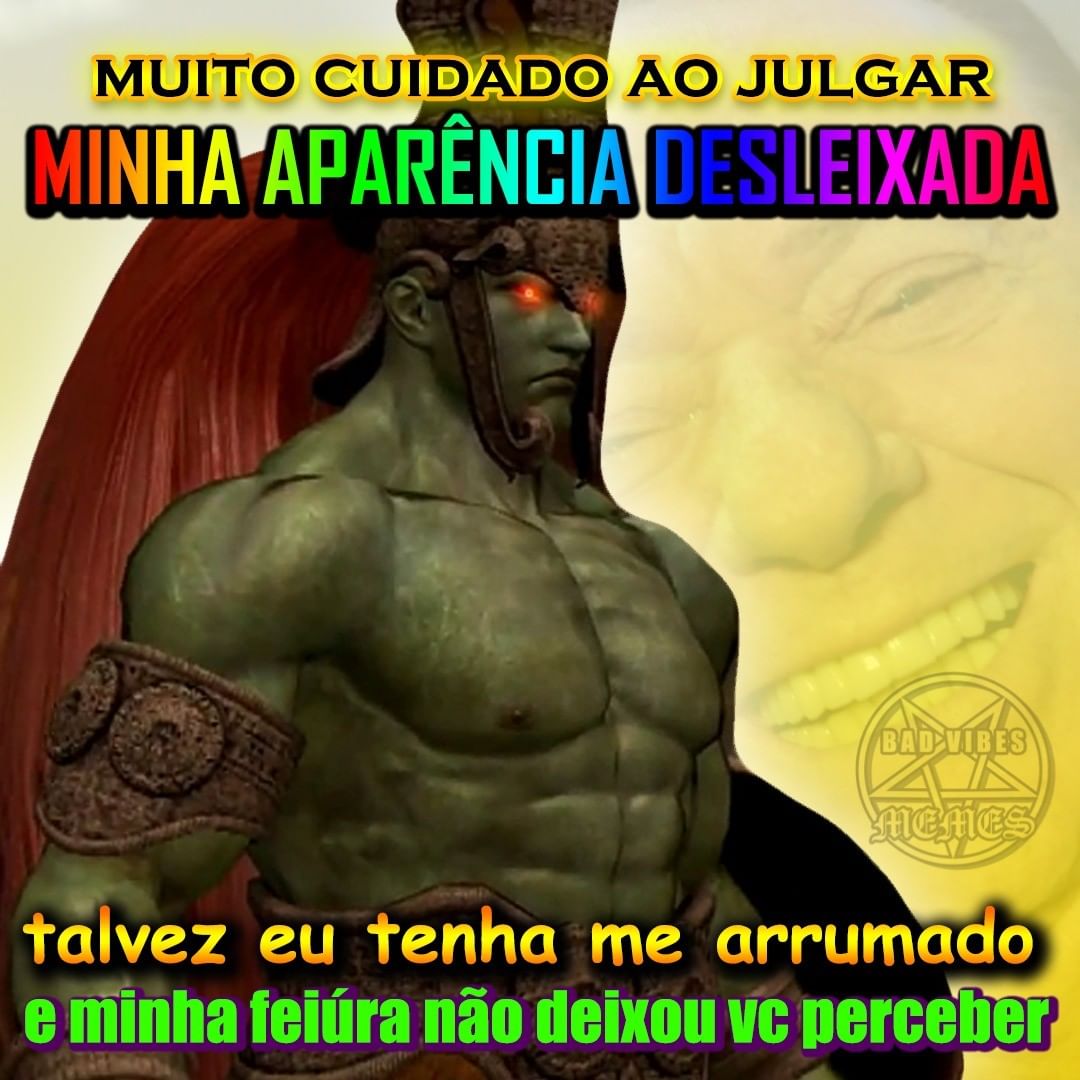 MUITO CUIDADO AO JULGAR
MINHA APARÊNCIA DESLEIXADA
BAD VIBES
MEMES
talvez eu tenha me arrumado
e minha feiúra não deixou vc perceber